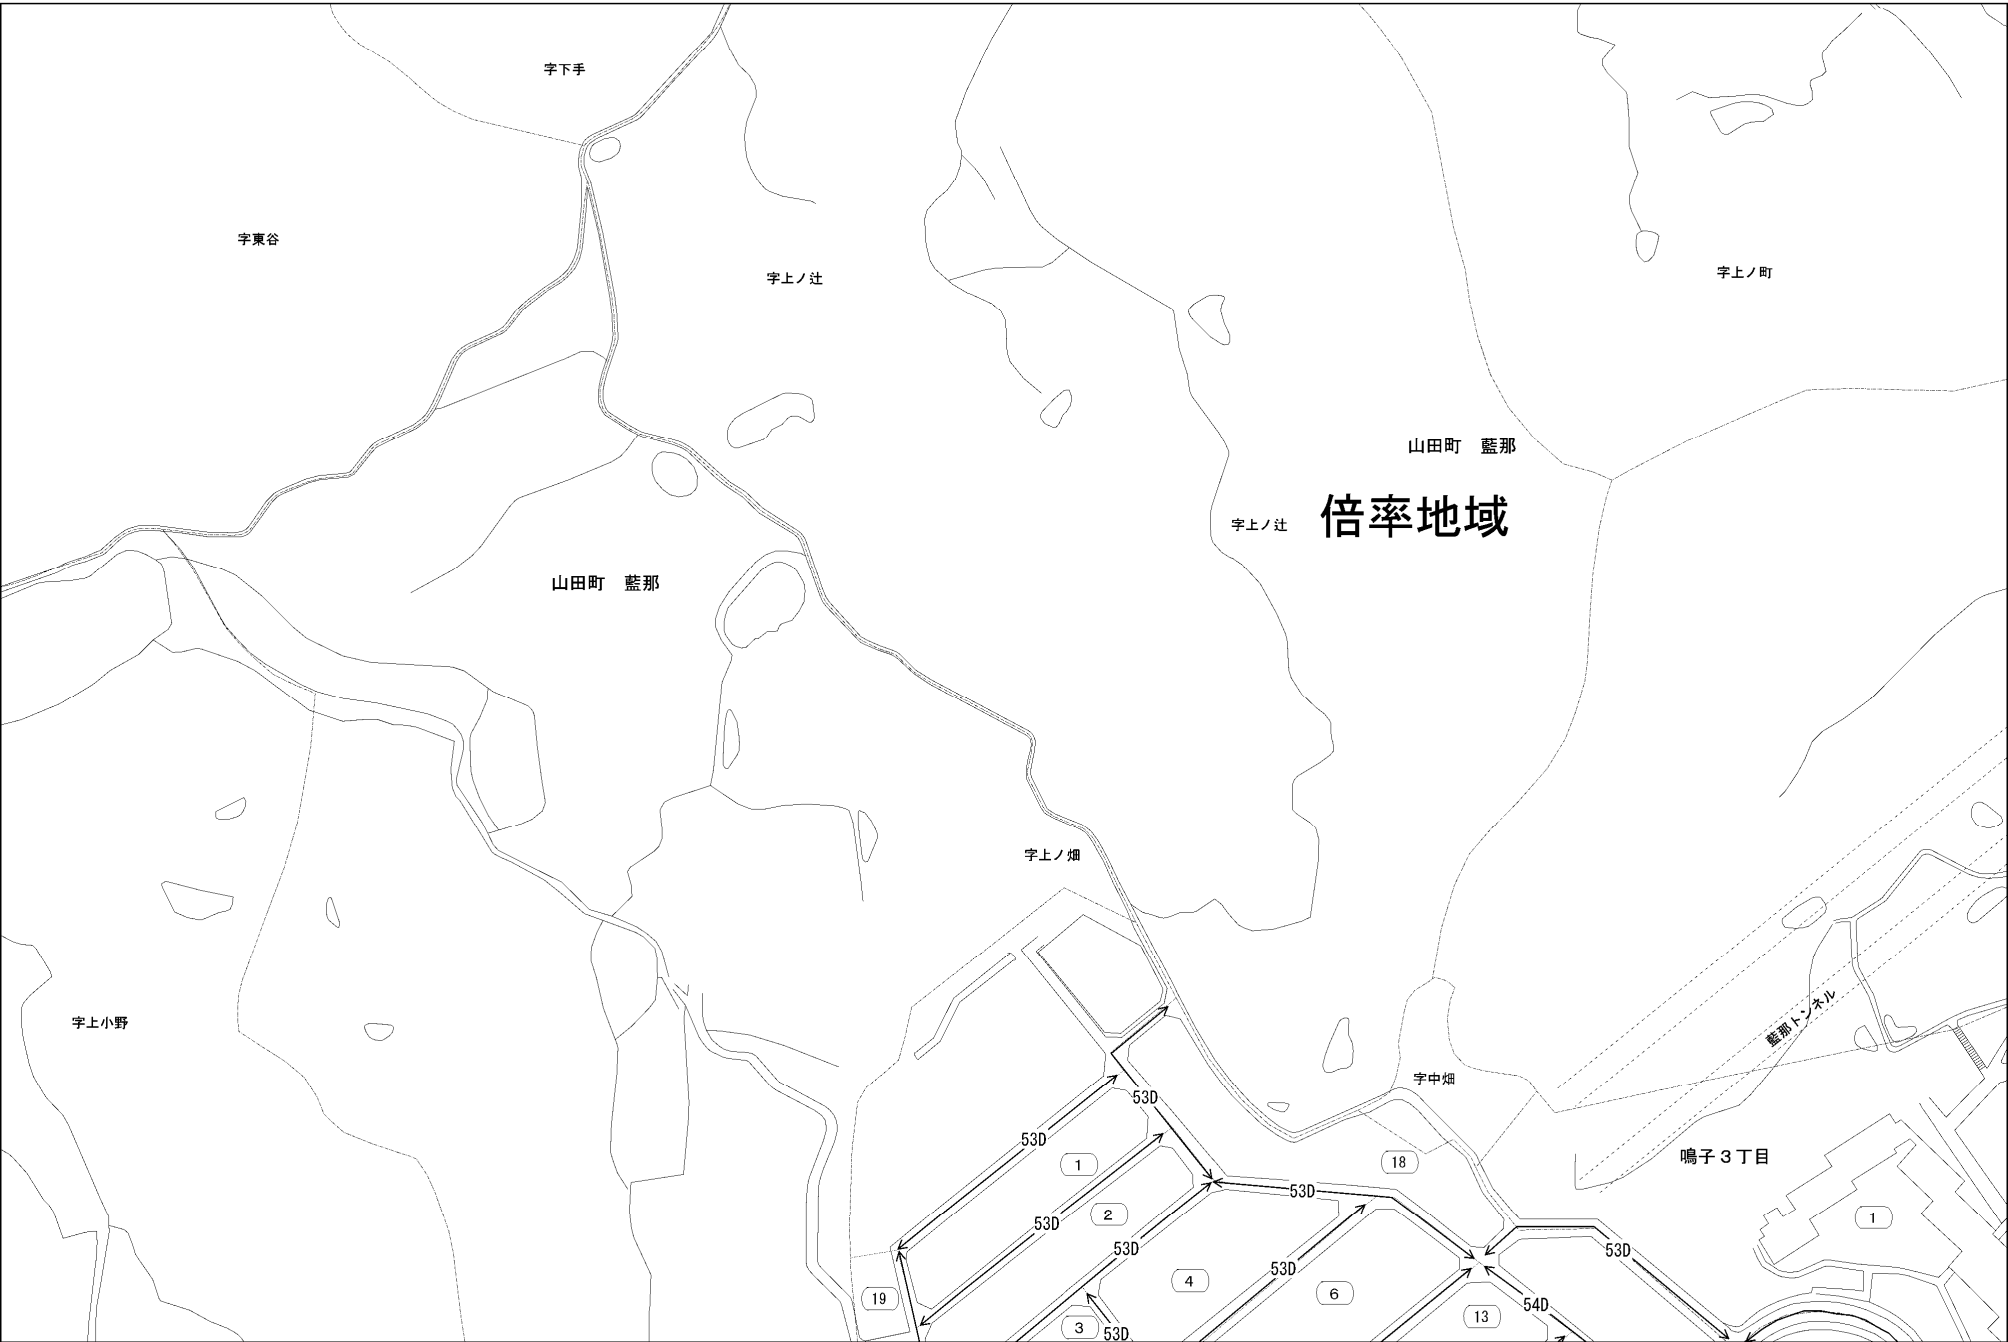 字下手
字東谷
字上ノ辻
字上ノ町
山田町　藍那
倍率地域
字上ノ辻
山田町　藍那
字上ノ畑
字上小野
藍那トンネル
字中畑
53D
53D
1
18
鳴子３丁目
53D
2
53D
1
53D
53D
53D
4
53D
6
19
54D
13
3
53D